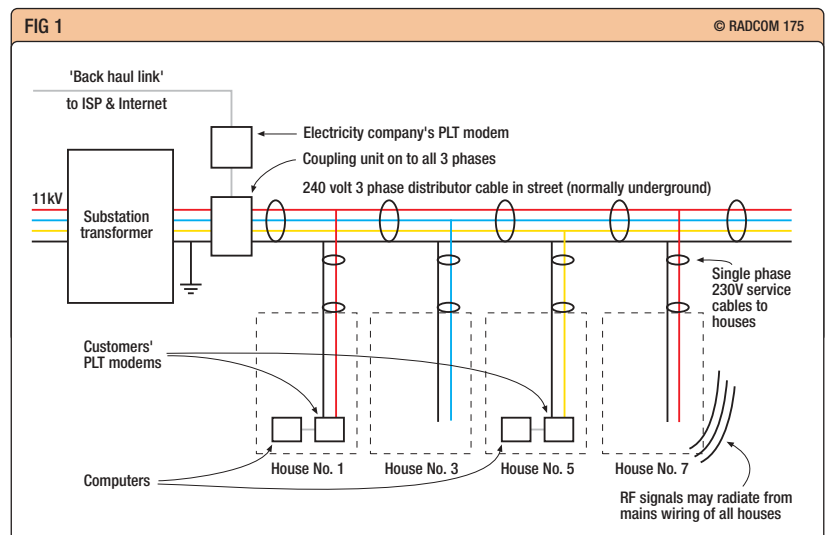 FIG 1
© RADCOM 175
'Back haul link'
to ISP & Internet
Electricity company's PLT modem
Coupling unit on to all 3 phases
240 volt 3 phase distributor cable in street (normally underground)
11kV
Substation
transformer
Single phase
230V service
cables to
houses
Customers'
PLT modems
Computers
House No. 1
House No. 3
House No. 5
House No. 7
RF signals may radiate from
mains wiring of all houses